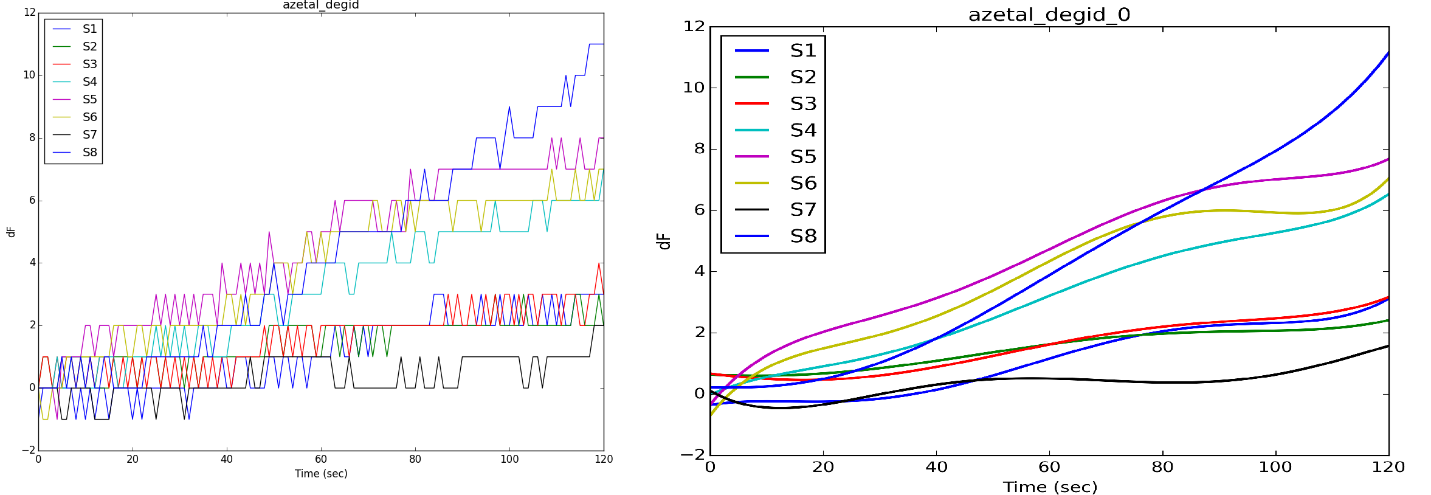 azetal_degid
12
10
8
6
4
2
0
−2
dF
S1
S2
S3
S4
S5
S6
S7
S8
0
20
40
60
80
100
120
Time (sec)
azetal_degid_0
12
10
8
6
4
2
0
−2
dF
S1
S2
S3
S4
S5
S6
S7
S8
0
20
40
60
80
100
120
Time (sec)